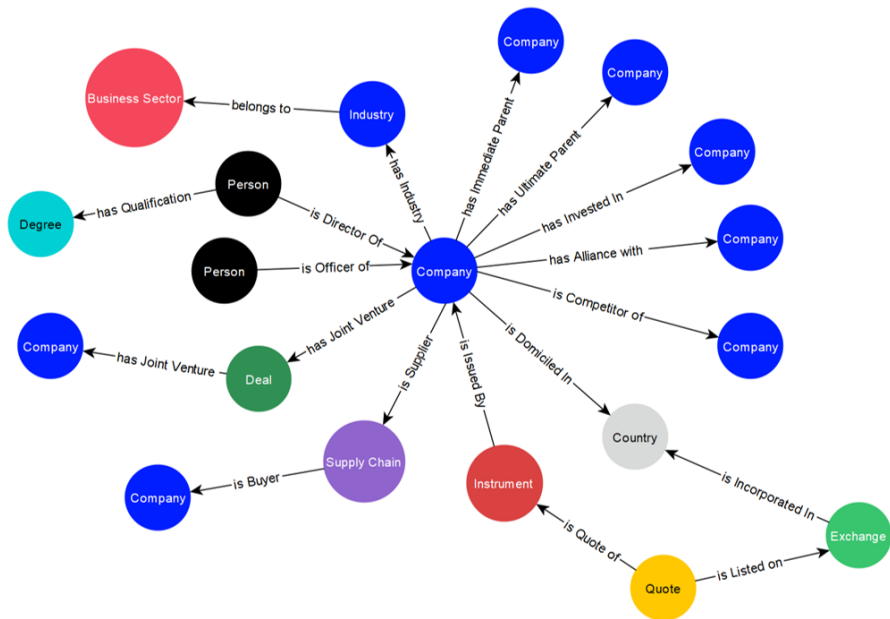 Company
Company
Business Sector
belongs to
Industry
has Immediate Parent
has Ultimate Parent
Company
has Industry
Person
has Qualification
Degree
is Director Of
has Invested In
Person
is Officer of
Company
has Alliance with
Company
is Competitor of
Company
has Joint Venture
Deal
has Joint Venture
Company
is Supplier
is Issued By
is Domiciled In
Country
Supply Chain
is Buyer
Company
Instrument
is Incorporated In
Exchange
is Quote of
Quote
is Listed on